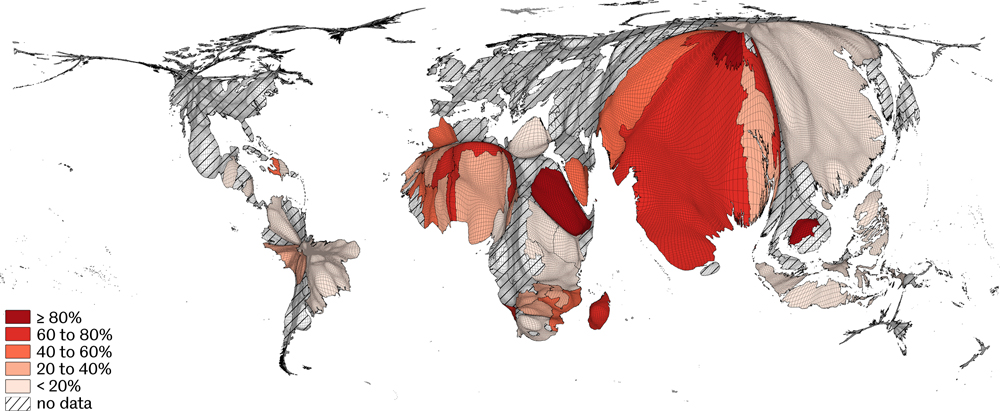 ≥ 80%
60 to 80%
40 to 60%
20 to 40%
< 20%
no data